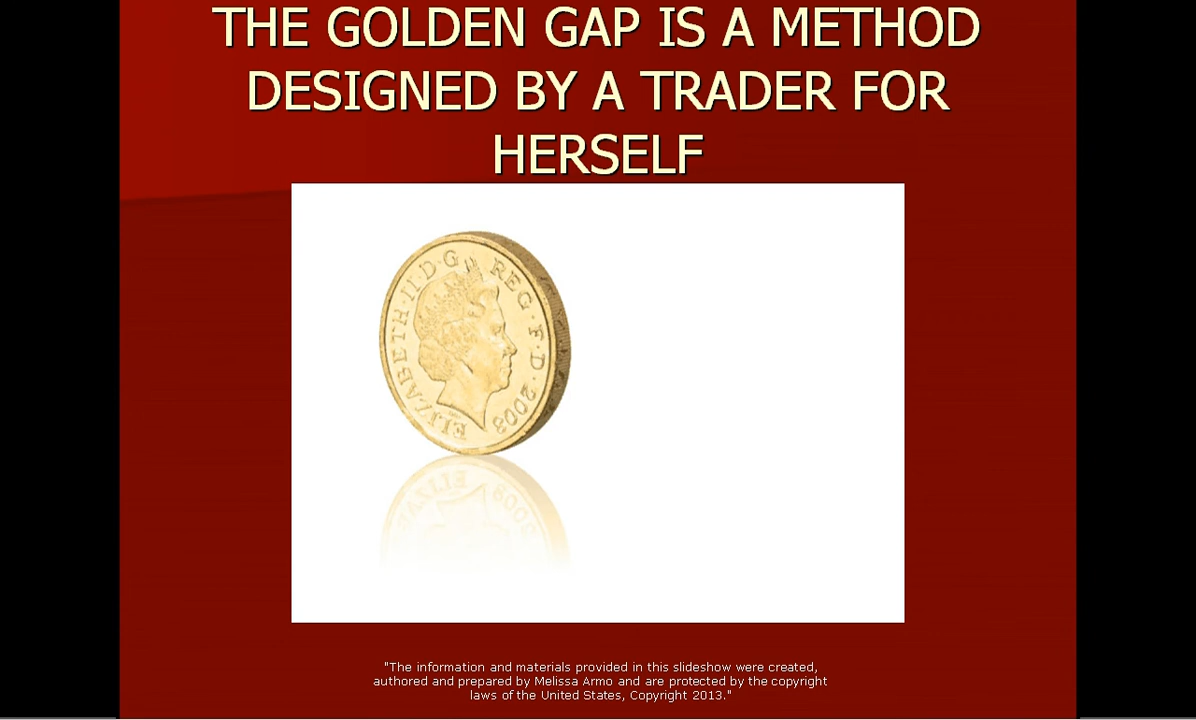 THE GOLDEN GAP IS A METHOD
DESIGNED BY A TRADER FOR
HERSELF
ELIZABETH·II·D·G REG·F·D·2008
"The information and materials provided in this slideshow were created,
authored and prepared by Melissa Armo and are protected by the copyright
laws of the United States, Copyright 2013."